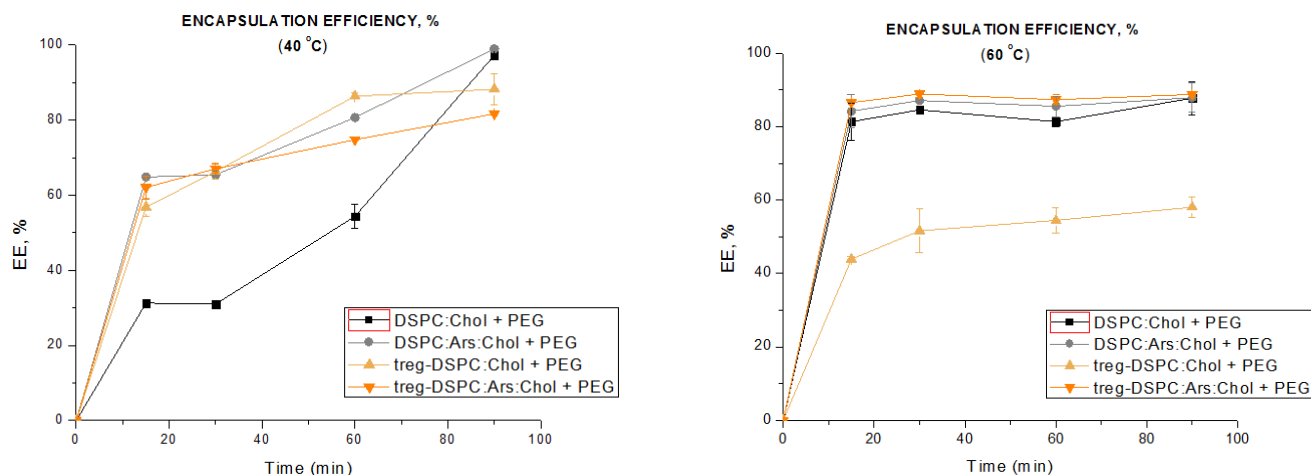 ENCAPSULATION EFFICIENCY, %
(40 °C)
100
80
60
40
20
0
EE, %
0 20 40 60 80 100
Time (min)
DSPC:Chol + PEG
DSPC:Ars:Chol + PEG
treg-DSPC:Chol + PEG
treg-DSPC:Ars:Chol + PEG
ENCAPSULATION EFFICIENCY, %
(60 °C)
100
80
60
40
20
0
EE, %
0 20 40 60 80 100
Time (min)
DSPC:Chol + PEG
DSPC:Ars:Chol + PEG
treg-DSPC:Chol + PEG
treg-DSPC:Ars:Chol + PEG